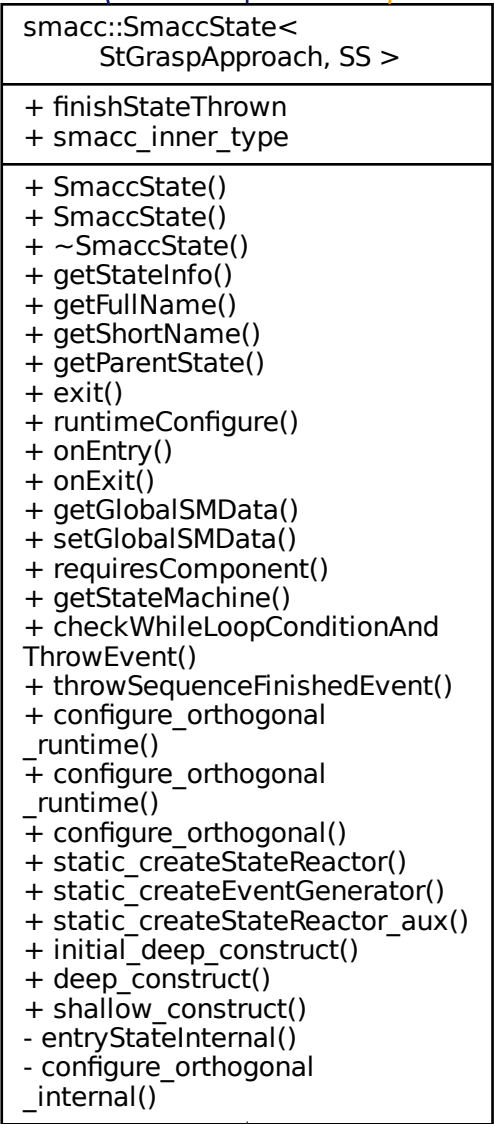 smacc::SmaccState<
StGraspApproach, SS >
+ finishStateThrown
+ smacc_inner_type
+ SmaccState()
+ SmaccState()
+ ~SmaccState()
+ getStateInfo()
+ getFullName()
+ getShortName()
+ getParentState()
+ exit()
+ runtimeConfigure()
+ onEntry()
+ onExit()
+ getGlobalSMData()
+ setGlobalSMData()
+ requiresComponent()
+ getStateMachine()
+ checkWhileLoopConditionAnd
ThrowEvent()
+ throwSequenceFinishedEvent()
+ configure_orthogonal
_runtime()
+ configure_orthogonal
_runtime()
+ configure_orthogonal()
+ static_createStateReactor()
+ static_createEventGenerator()
+ static_createStateReactor_aux()
+ initial_deep_construct()
+ deep_construct()
+ shallow_construct()
- entryStateInternal()
- configure_orthogonal
_internal()